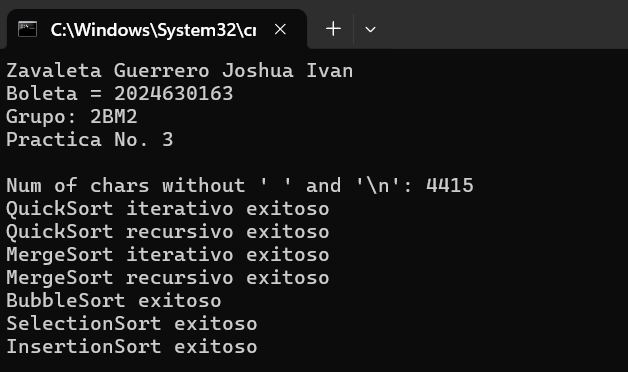 C:\Windows\System32\cr
Zavaleta Guerrero Joshua Ivan
Boleta = 2024630163
Grupo: 2BM2
Practica No. 3
Num of chars without ' ' and '\n': 4415
QuickSort iterativo exitoso
QuickSort recursivo exitoso
MergeSort iterativo exitoso
MergeSort recursivo exitoso
BubbleSort exitoso
SelectionSort exitoso
InsertionSort exitoso